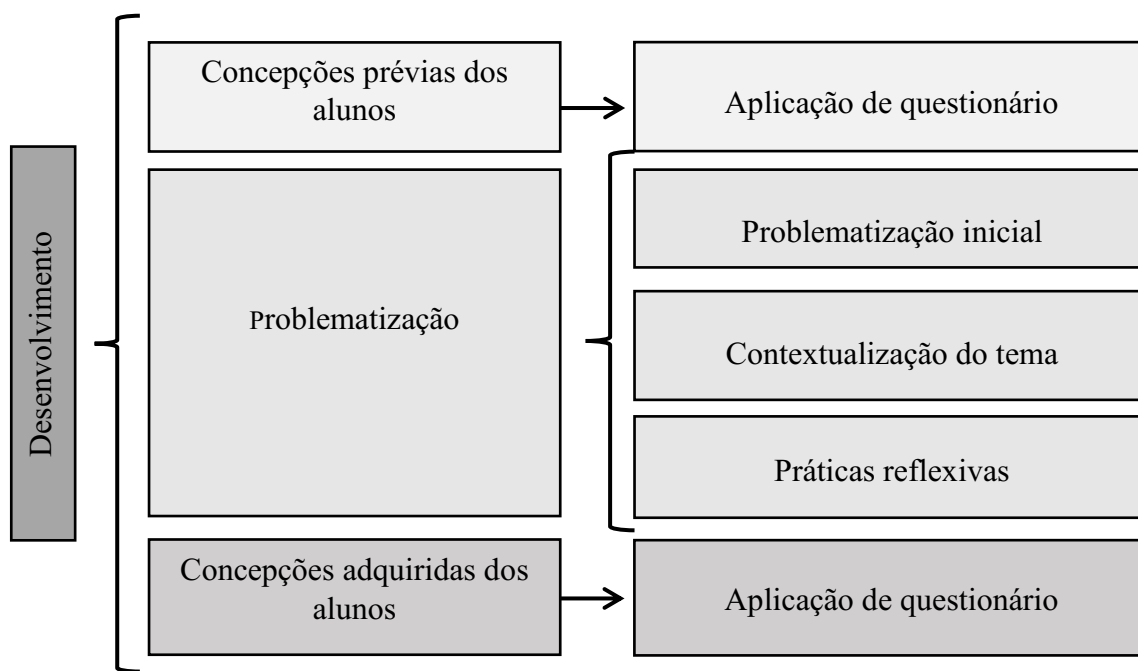 Desenvolvimento
Concepções prévias dos
alunos
Aplicação de questionário
Problematização
Problematização inicial
Contextualização do tema
Práticas reflexivas
Concepções adquiridas dos
alunos
Aplicação de questionário